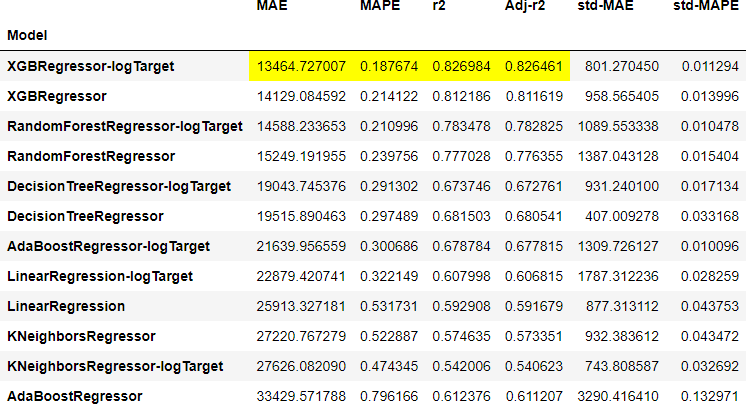 MAE MAPE r2 Adj-r2 std-MAE std-MAPE
Model
XGBRegressor-logTarget 13464.727007 0.187674 0.826984 0.826461 801.270450 0.011294
XGBRegressor 14129.084592 0.214122 0.812186 0.811619 958.565405 0.013996
RandomForestRegressor-logTarget 14588.233653 0.210996 0.783478 0.782825 1089.553338 0.010478
RandomForestRegressor 15249.191955 0.239756 0.777028 0.776355 1387.043128 0.015404
DecisionTreeRegressor-logTarget 19043.745376 0.291302 0.673746 0.672761 931.240100 0.017134
DecisionTreeRegressor 19515.890463 0.297489 0.681503 0.680541 407.009278 0.033168
AdaBoostRegressor-logTarget 21639.956559 0.300686 0.678784 0.677815 1309.726127 0.010096
LinearRegression-logTarget 22879.420741 0.322149 0.607998 0.606815 1787.312236 0.028259
LinearRegression 25913.327181 0.531731 0.592908 0.591679 877.313112 0.043753
KNeighborsRegressor 27220.767279 0.522887 0.574635 0.573351 932.383612 0.043472
KNeighborsRegressor-logTarget 27626.082090 0.474345 0.542006 0.540623 743.808587 0.032692
AdaBoostRegressor 33429.571788 0.796166 0.612376 0.611207 3290.416410 0.132971